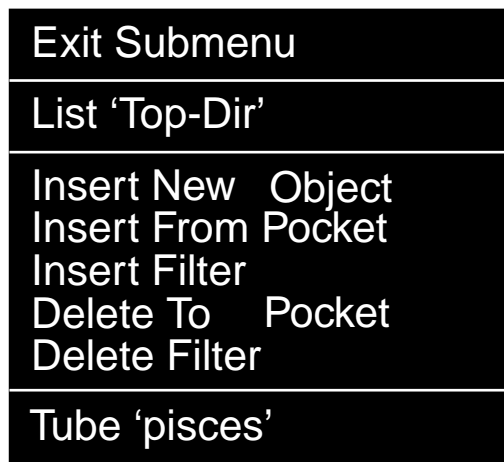 Exit Submenu
List ‘Top-Dir’
Insert New Object
Insert From Pocket
Insert Filter
Delete To Pocket
Delete Filter
Tube ‘pisces’